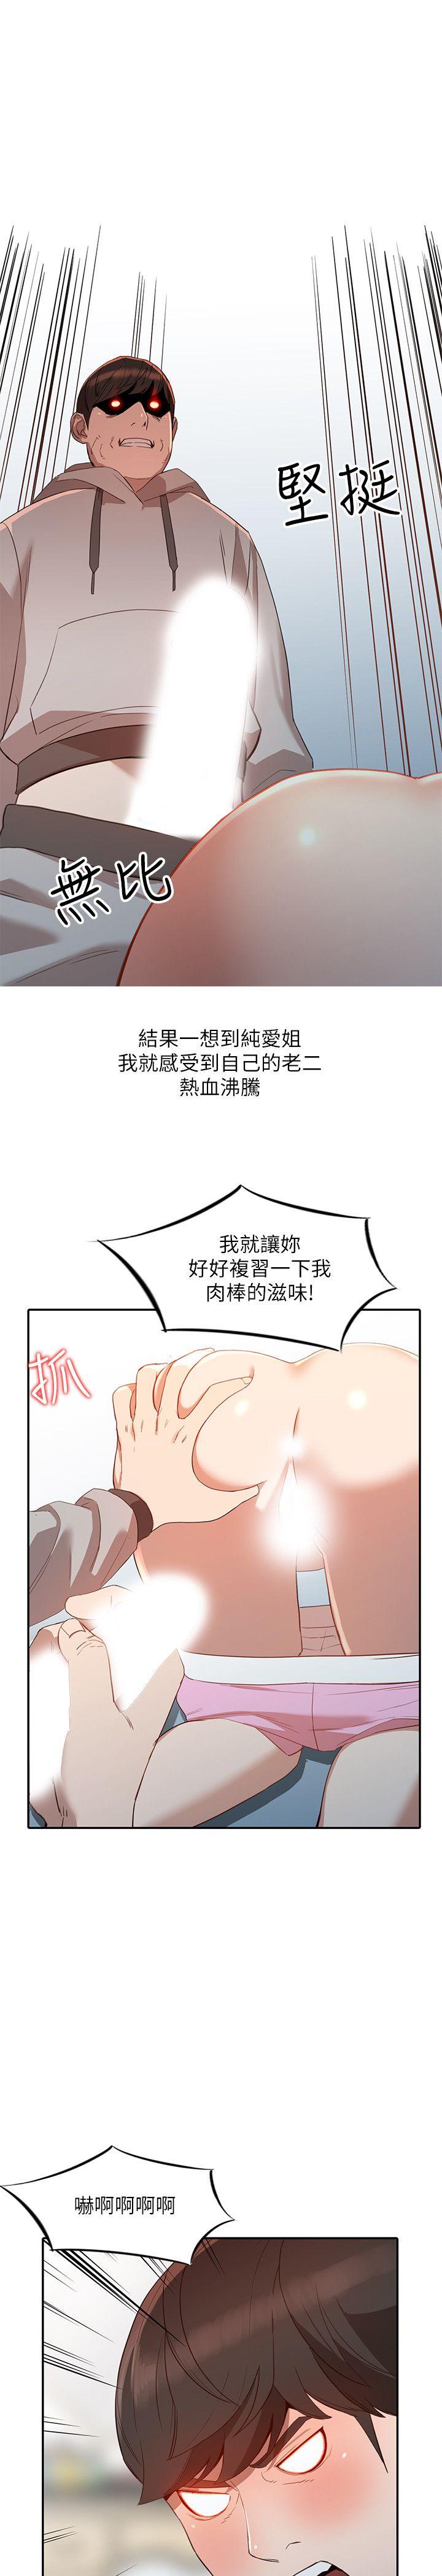 堅挺
無比
結果一想到純愛姐
我就感受到自己的老二
熱血沸騰
我就讓妳
好好複習一下我
肉棒的滋味!
抓
嚇啊啊啊啊